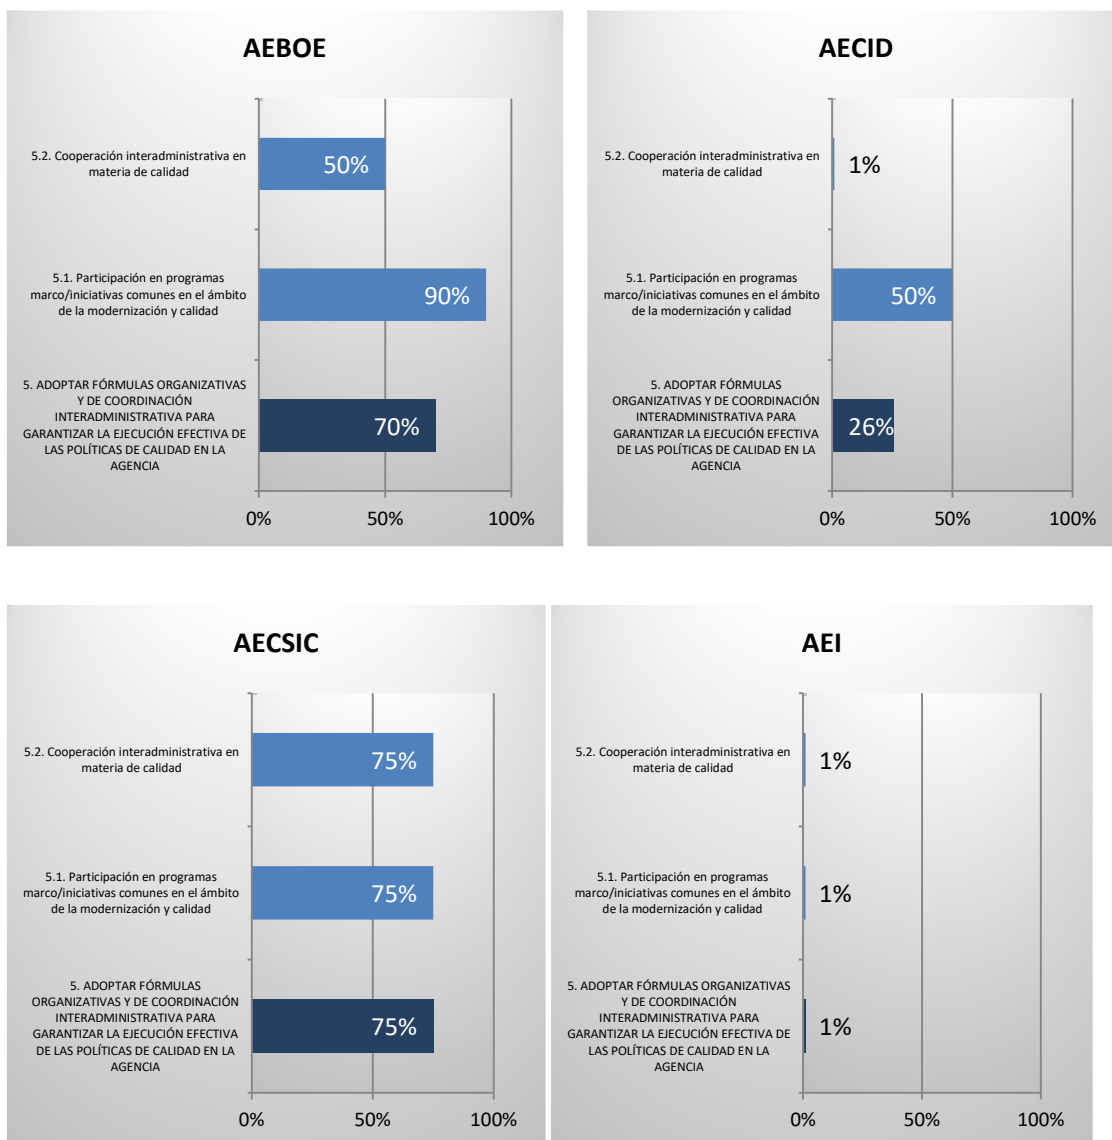 AEBOE
5.2. Cooperación interadministrativa en
materia de calidad
50%
5.1. Participación en programas
marco/iniciativas comunes en el ámbito
de la modernización y calidad
90%
5. ADOPTAR FÓRMULAS ORGANIZATIVAS
Y DE COORDINACIÓN
INTERADMINISTRATIVA PARA
GARANTIZAR LA EJECUCIÓN EFECTIVA DE
LAS POLÍTICAS DE CALIDAD EN LA
AGENCIA
70%
0% 50% 100%
AECID
5.2. Cooperación interadministrativa en
materia de calidad
1%
5.1. Participación en programas
marco/iniciativas comunes en el ámbito
de la modernización y calidad
50%
5. ADOPTAR FÓRMULAS
ORGANIZATIVAS Y DE COORDINACIÓN
INTERADMINISTRATIVA PARA
GARANTIZAR LA EJECUCIÓN EFECTIVA
DE LAS POLÍTICAS DE CALIDAD EN LA
AGENCIA
26%
0% 50% 100%
AECSIC
5.2. Cooperación interadministrativa en
materia de calidad
75%
5.1. Participación en programas
marco/iniciativas comunes en el ámbito
de la modernización y calidad
75%
5. ADOPTAR FÓRMULAS
ORGANIZATIVAS Y DE COORDINACIÓN
INTERADMINISTRATIVA PARA
GARANTIZAR LA EJECUCIÓN EFECTIVA
DE LAS POLÍTICAS DE CALIDAD EN LA
AGENCIA
75%
0% 50% 100%
AEI
5.2. Cooperación interadministrativa en
materia de calidad
1%
5.1. Participación en programas
marco/iniciativas comunes en el ámbito
de la modernización y calidad
1%
5. ADOPTAR FÓRMULAS ORGANIZATIVAS
Y DE COORDINACIÓN
INTERADMINISTRATIVA PARA
GARANTIZAR LA EJECUCIÓN EFECTIVA DE
LAS POLÍTICAS DE CALIDAD EN LA
AGENCIA
1%
0% 50% 100%